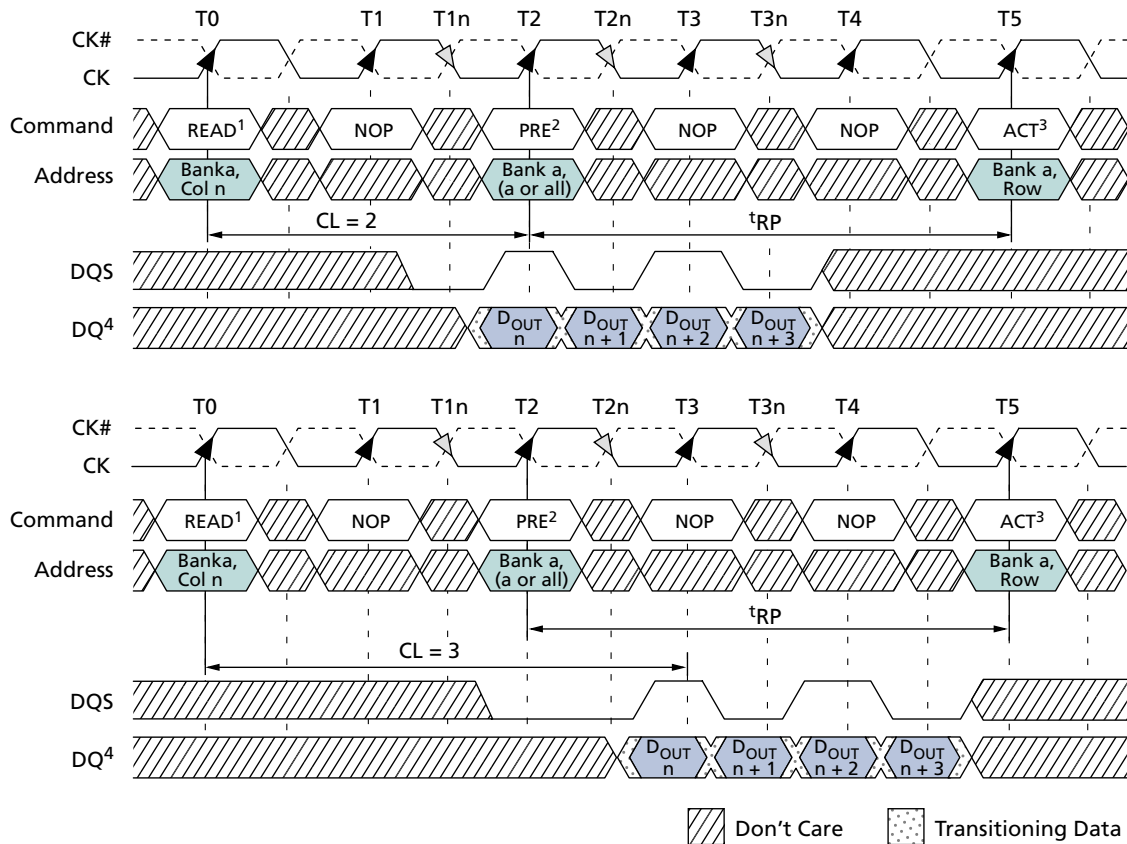 T0 T1 T1n T2 T2n T3 T3n T4 T5
CK#
CK
Command READ¹ NOP PRE² NOP NOP ACT³
Address Banka, Col n Bank a, (a or all) Bank a, Row
CL = 2 ᵗRP
DQS
DQ⁴ DOUT n DOUT n + 1 DOUT n + 2 DOUT n + 3
T0 T1 T1n T2 T2n T3 T3n T4 T5
CK#
CK
Command READ¹ NOP PRE² NOP NOP ACT³
Address Banka, Col n Bank a, (a or all) Bank a, Row
ᵗRP
CL = 3
DQS
DQ⁴ DOUT n DOUT n + 1 DOUT n + 2 DOUT n + 3
Don't Care Transitioning Data